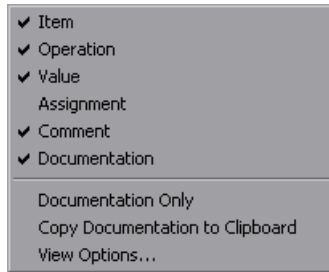 Item
Operation
Value
Assignment
Comment
Documentation
Documentation Only
Copy Documentation to Clipboard
View Options...